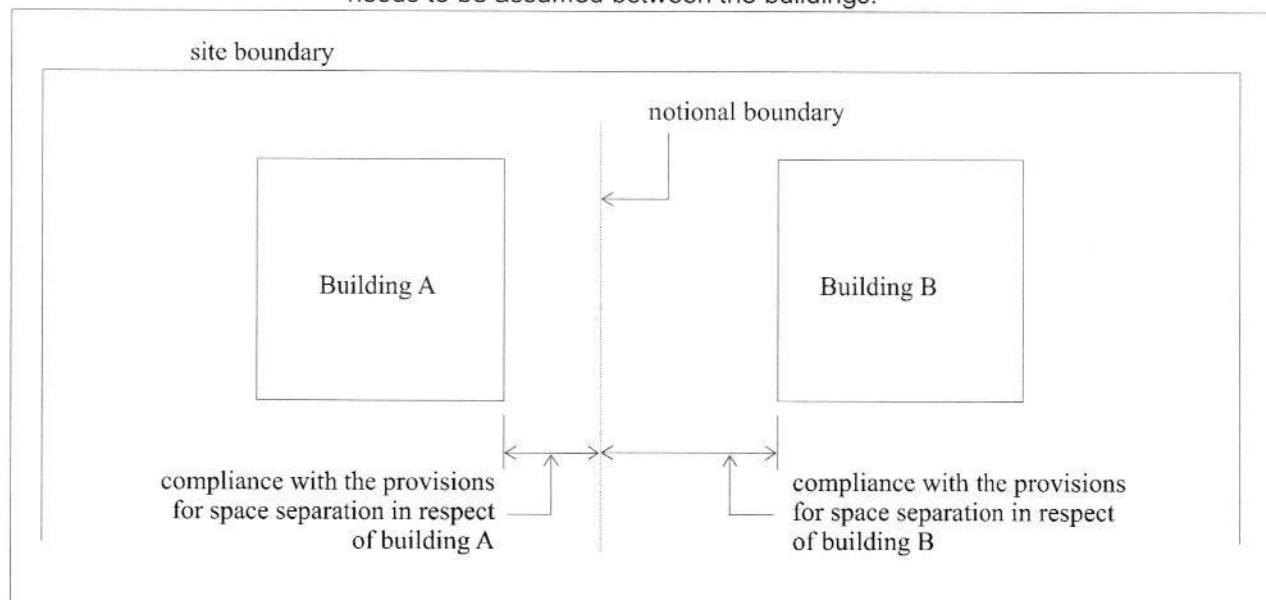 needs to be assumed between the buildings.
site boundary
notional boundary
Building A
Building B
compliance with the provisions
for space separation in respect
of building A
compliance with the provisions
for space separation in respect
of building B